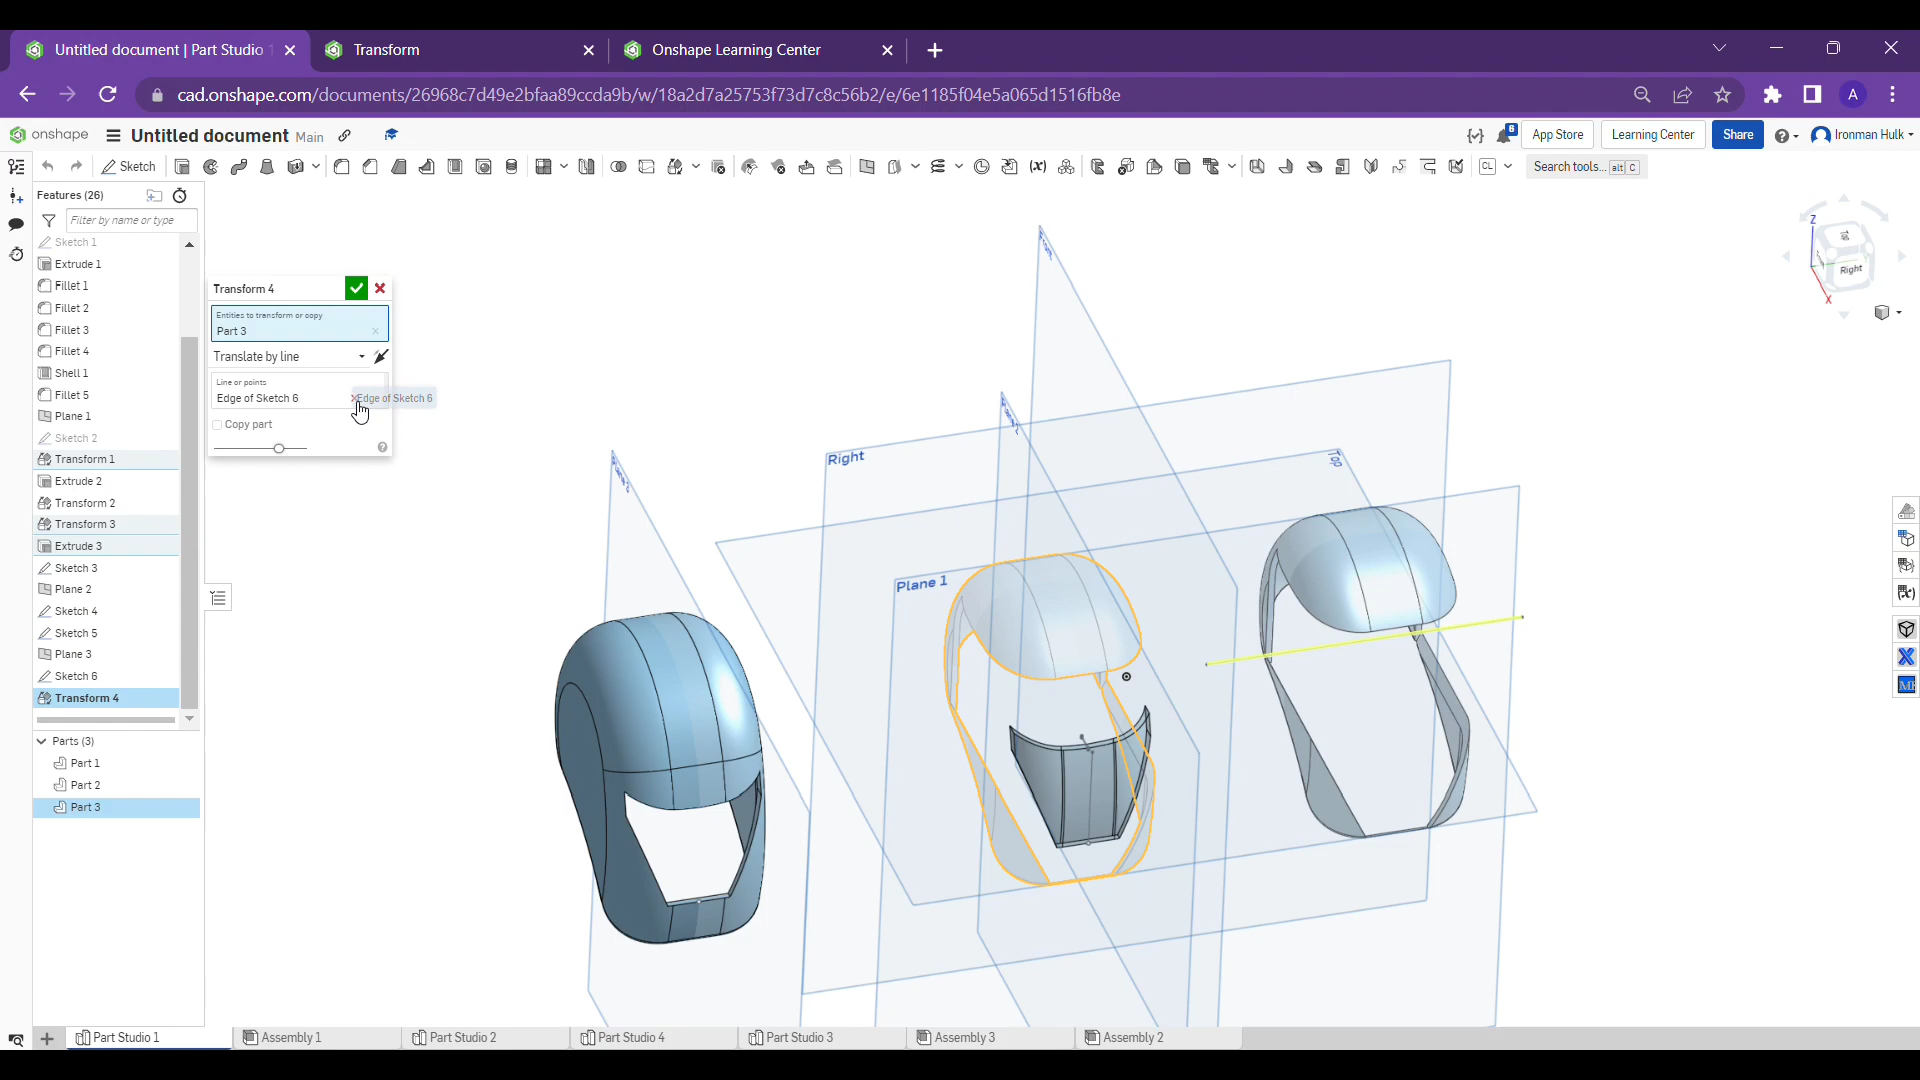 Untitled document | Part Studio 1
Transform
Onshape Learning Center
cad.onshape.com/documents/26968c7d49e2bfaa89ccda9b/w/18a2d7a25753f73d7c8c56b2/e/6e1185f04e5a065d1516fb8e
A
onshape
Untitled document Main
6
App Store
Learning Center
Share
Ironman Hulk
Sketch
CL
Search tools... alt C
Features (26)
Filter by name or type
Sketch 1
Extrude 1
Fillet 1
Fillet 2
Fillet 3
Fillet 4
Shell 1
Fillet 5
Plane 1
Sketch 2
Transform 1
Extrude 2
Transform 2
Transform 3
Extrude 3
Sketch 3
Plane 2
Sketch 4
Sketch 5
Plane 3
Sketch 6
Transform 4
Parts (3)
Part 1
Part 2
Part 3
Transform 4
Entities to transform or copy
Part 3
Translate by line
Line or points
Edge of Sketch 6
Edge of Sketch 6
Copy part
Right
Top
Plane 1
Z
Top
Right
X
Part Studio 1
Assembly 1
Part Studio 2
Part Studio 4
Part Studio 3
Assembly 3
Assembly 2